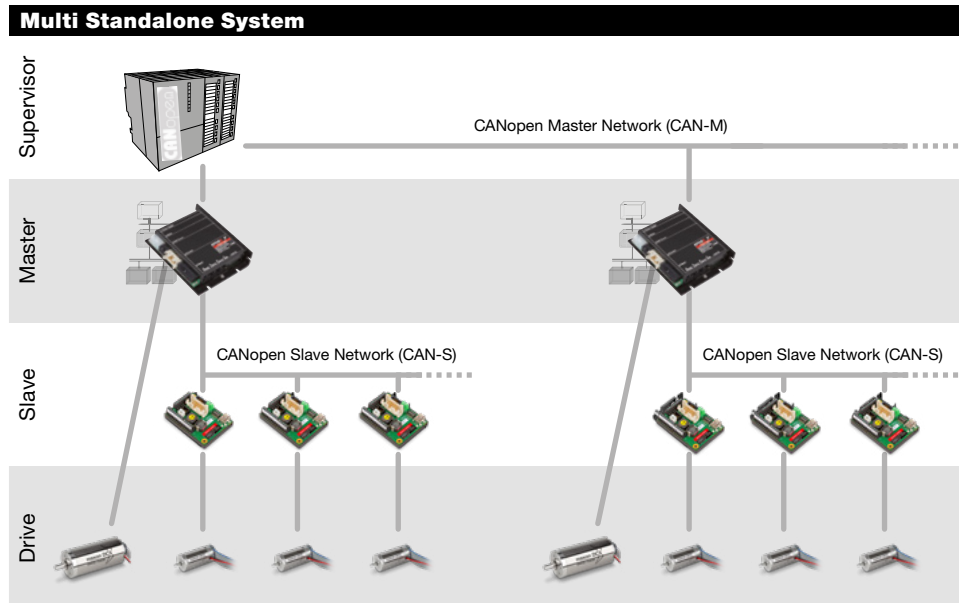 Multi Standalone System
Supervisor
CANopen
CANopen Master Network (CAN-M)
Master
Slave
CANopen Slave Network (CAN-S)
CANopen Slave Network (CAN-S)
Drive